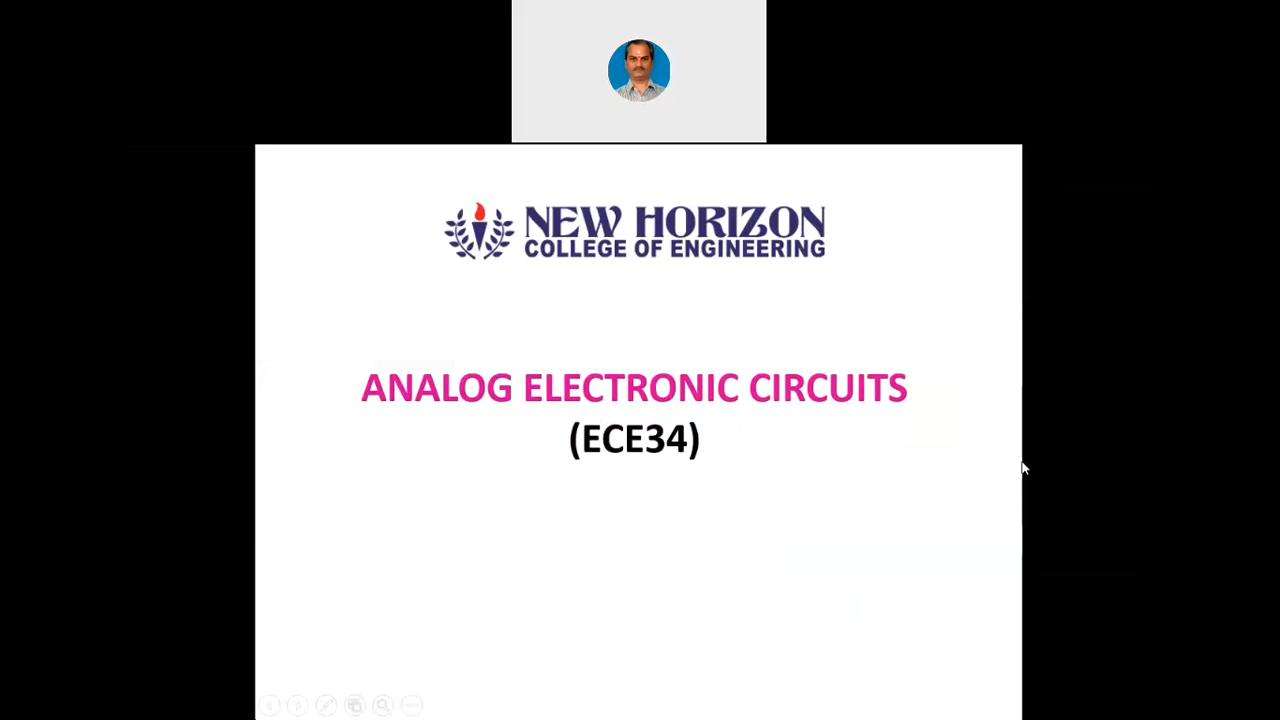 NEW HORIZON
COLLEGE OF ENGINEERING
ANALOG ELECTRONIC CIRCUITS
(ECE34)